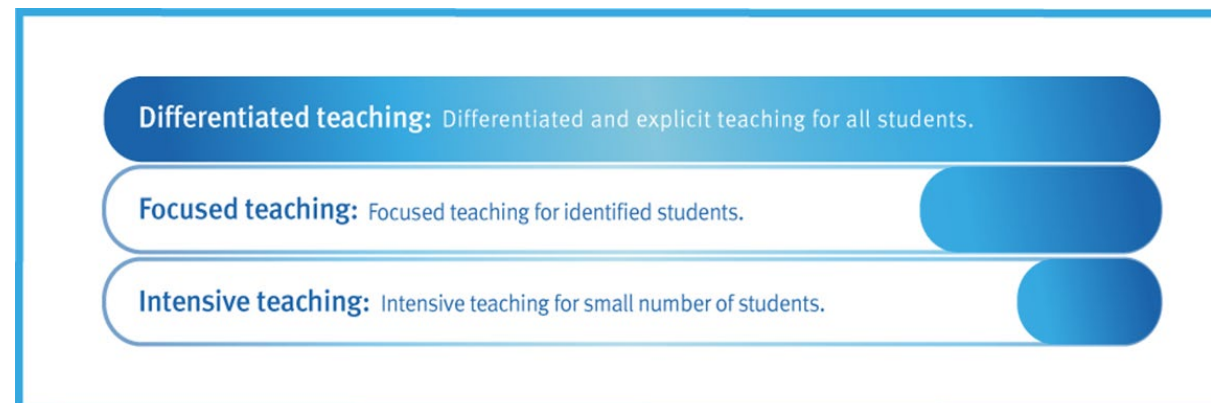 Differentiated teaching: Differentiated and explicit teaching for all students.
Focused teaching: Focused teaching for identified students.
Intensive teaching: Intensive teaching for small number of students.